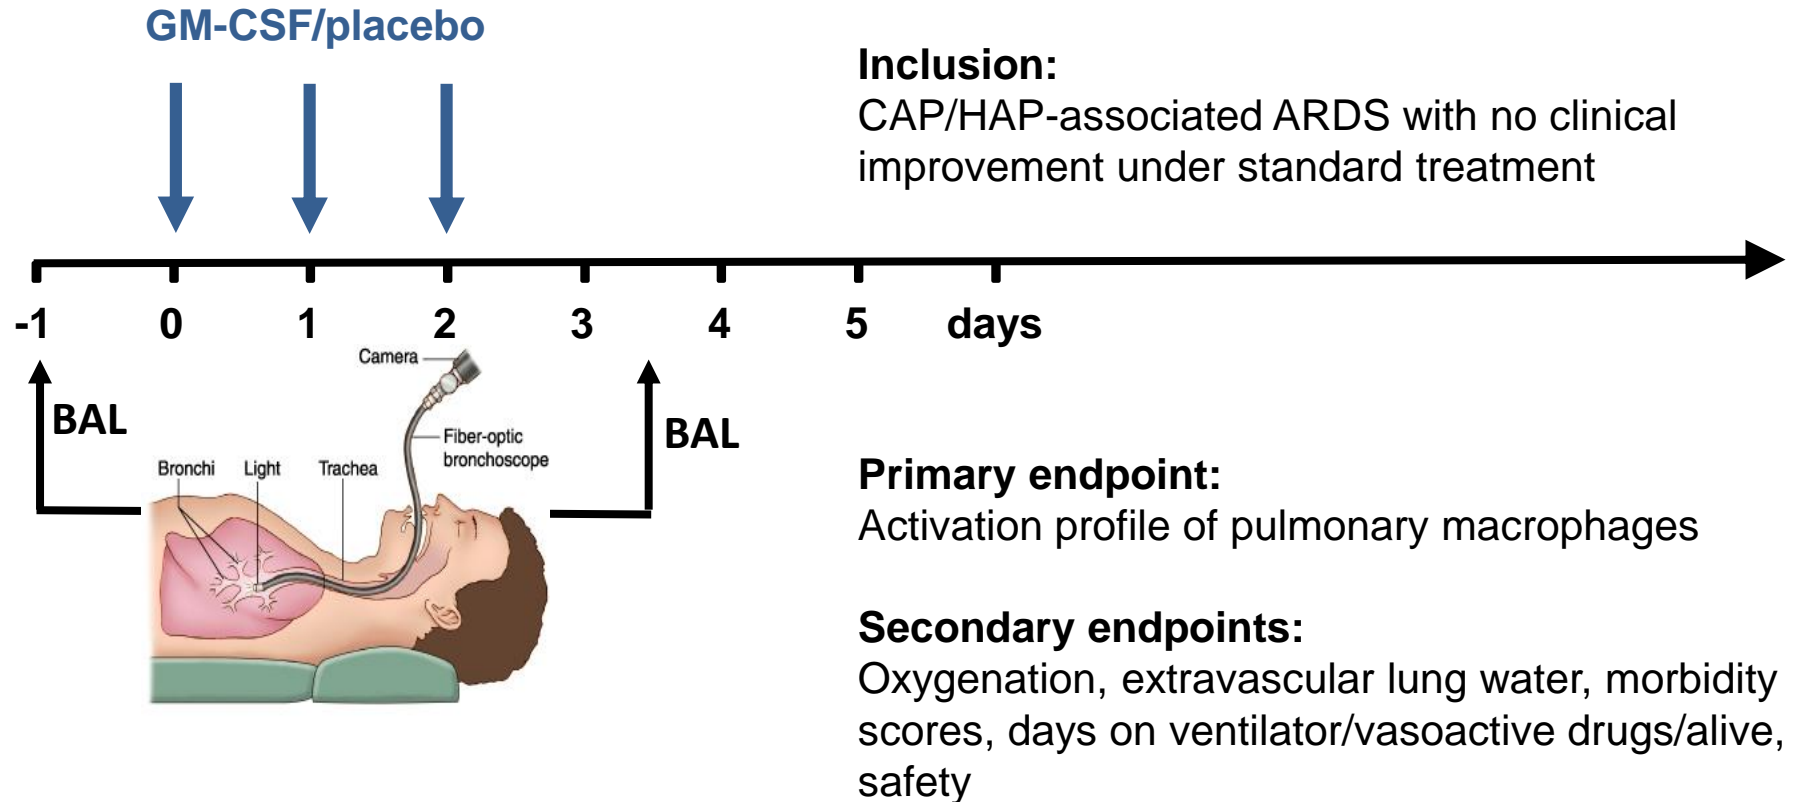 GM-CSF/placebo
Inclusion:
CAP/HAP-associated ARDS with no clinical
improvement under standard treatment
-1 0 1 2 3 4 5 days
Camera
BAL
Fiber-optic
bronchoscope
BAL
Bronchi Light Trachea
Primary endpoint:
Activation profile of pulmonary macrophages
Secondary endpoints:
Oxygenation, extravascular lung water, morbidity
scores, days on ventilator/vasoactive drugs/alive,
safety